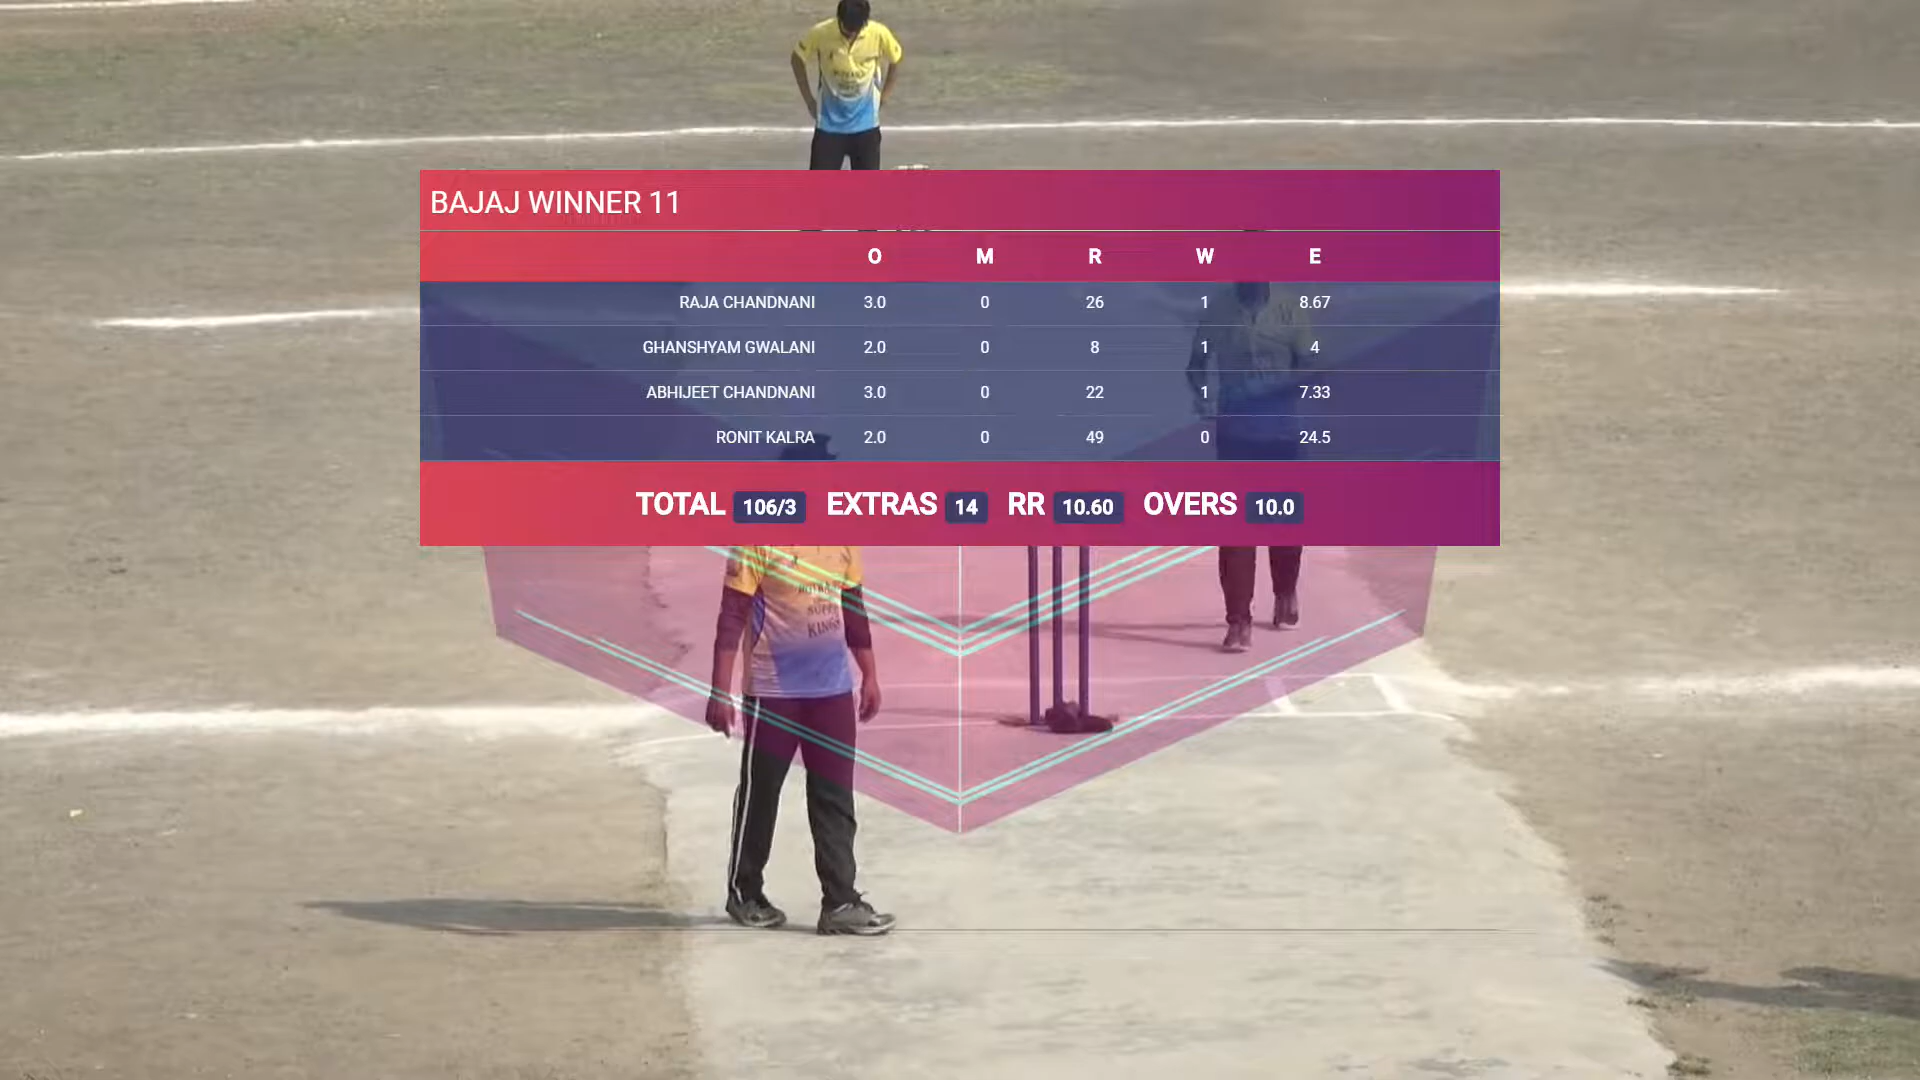 BAJAJ WINNER 11
O M R W E
RAJA CHANDNANI 3.0 0 26 1 8.67
GHANSHYAM GWALANI 2.0 8 0 1 4
ABHIJEET CHANDNANI 3.0 0 22 1 7.33
RONIT KALRA 2.0 0 49 0 24.5
TOTAL 106/3 EXTRAS 14 RR 10.60 OVERS 10.0
SUPER
KINGS